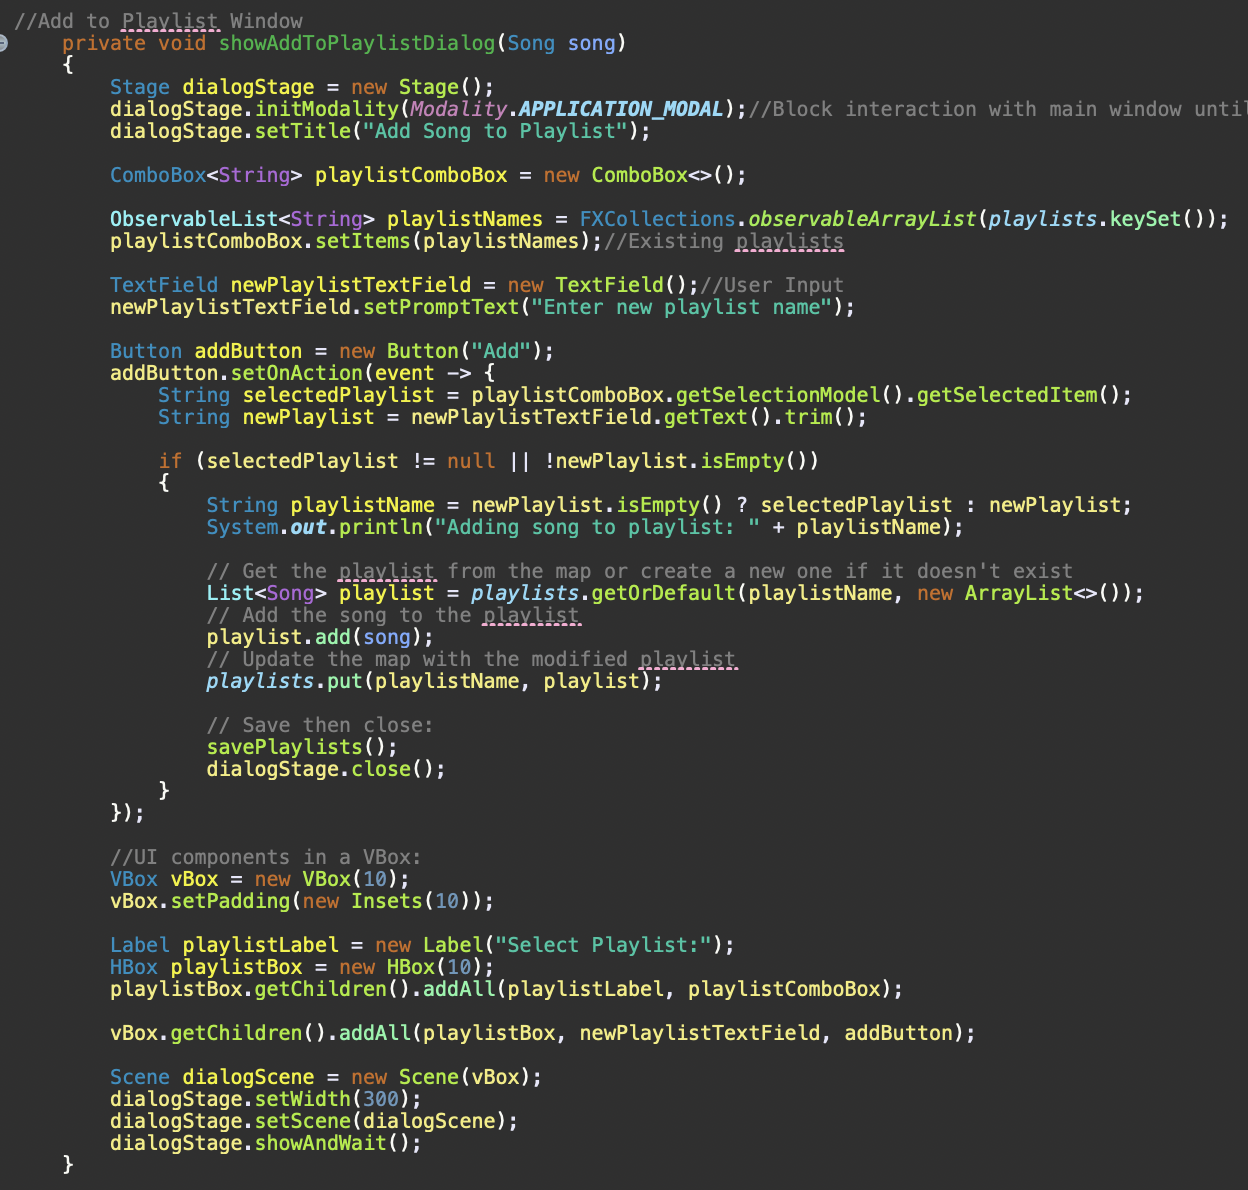 //Add to Playlist Window
private void showAddToPlaylistDialog(Song song)
{
Stage dialogStage = new Stage();
dialogStage.initModality(Modality.APPLICATION_MODAL);//Block interaction with main window until
dialogStage.setTitle("Add Song to Playlist");
ComboBox<String> playlistComboBox = new ComboBox<>();
ObservableList<String> playlistNames = FXCollections.observableArrayList(playlists.keySet());
playlistComboBox.setItems(playlistNames);//Existing playlists
TextField newPlaylistTextField = new TextField();//User Input
newPlaylistTextField.setPromptText("Enter new playlist name");
Button addButton = new Button("Add");
addButton.setOnAction(event -> {
String selectedPlaylist = playlistComboBox.getSelectionModel().getSelectedItem();
String newPlaylist = newPlaylistTextField.getText().trim();
if (selectedPlaylist != null || !newPlaylist.isEmpty())
{
String playlistName = newPlaylist.isEmpty() ? selectedPlaylist : newPlaylist;
System.out.println("Adding song to playlist: " + playlistName);
// Get the playlist from the map or create a new one if it doesn't exist
List<Song> playlist = playlists.getOrDefault(playlistName, new ArrayList<>());
// Add the song to the playlist
playlist.add(song);
// Update the map with the modified playlist
playlists.put(playlistName, playlist);
// Save then close:
savePlaylists();
dialogStage.close();
}
});
//UI components in a VBox:
VBox vBox = new VBox(10);
vBox.setPadding(new Insets(10));
Label playlistLabel = new Label("Select Playlist:");
HBox playlistBox = new HBox(10);
playlistBox.getChildren().addAll(playlistLabel, playlistComboBox);
vBox.getChildren().addAll(playlistBox, newPlaylistTextField, addButton);
Scene dialogScene = new Scene(vBox);
dialogStage.setWidth(300);
dialogStage.setScene(dialogScene);
dialogStage.showAndWait();
}